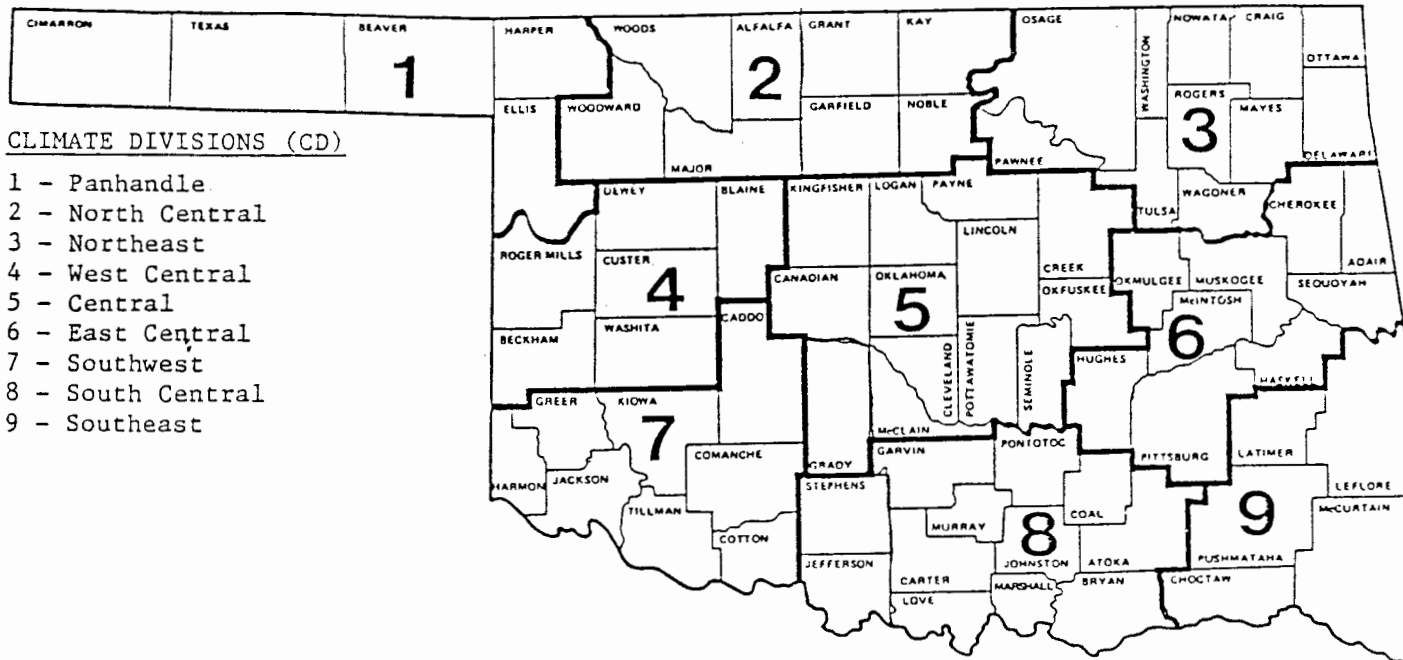 CIMARRON
TEXAS
BEAVER
HARPER
WOODS
ALFALFA
GRANT
KAY
OSAGE
WASHINGTON
NOWATA
CRAIG
OTTAWA
1
2
3
ELLIS
WOODWARD
MAJOR
GARFIELD
NOBLE
PAWNEE
ROGERS
MAYES
DELAWARE
CLIMATE DIVISIONS (CD)
1 - Panhandle
2 - North Central
3 - Northeast
4 - West Central
5 - Central
6 - East Central
7 - Southwest
8 - South Central
9 - Southeast
DEWEY
BLAINE
KINGFISHER
LOGAN
PAYNE
TULSA
WAGONER
CHEROKEE
ADAIR
ROGER MILLS
CUSTER
4
CANADIAN
OKLAHOMA
5
LINCOLN
CREEK
OKFUSKEE
OKMULGEE
MUSKOGEE
McINTOSH
SEQUOYAH
6
BECKHAM
WASHITA
CADDO
CLEVELAND
POTTAWATOMIE
SEMINOLE
HUGHES
HASKELL
GREER
KIOWA
7
COMANCHE
GRADY
McCLAIN
GARVIN
PONTOTOC
PITTSBURG
LATIMER
LEFLORE
HARMON
JACKSON
TILLMAN
COTTON
STEPHENS
MURRAY
8
COAL
9
McCURTAIN
JEFFERSON
CARTER
LOVE
JOHNSTON
MARSHALL
ATOKA
BRYAN
PUSHMATAHA
CHOCTAW